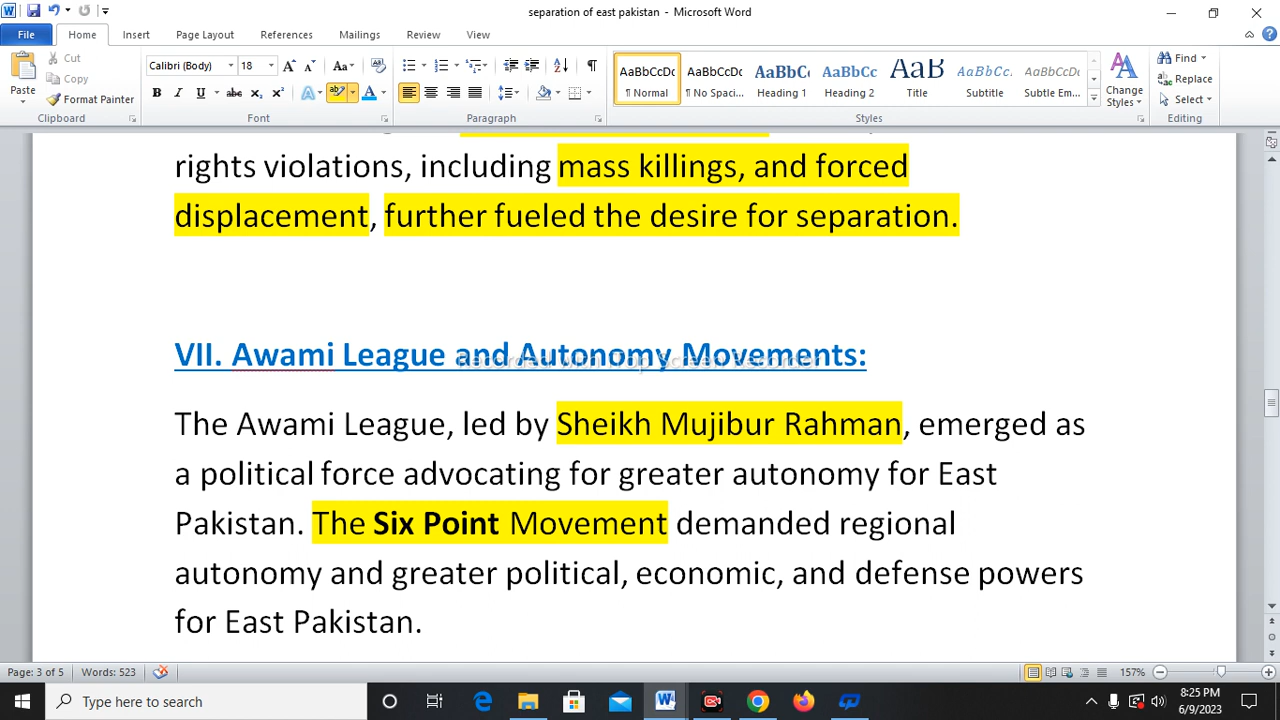 separation of east pakistan - Microsoft Word
File Home Insert Page Layout References Mailings Review View
Paste
Cut
Copy
Format Painter
Clipboard
Calibri (Body) 18
Font
Paragraph
AaBbCcDc AaBbCcDc AaBbCc AaBbCc AaB AaBbCcL AaBbCcDc
¶ Normal ¶ No Spaci... Heading 1 Heading 2 Title Subtitle Subtle Em...
Change Styles
Styles
Find
Replace
Select
Editing
rights violations, including mass killings, and forced
displacement, further fueled the desire for separation.
VII. Awami League and Autonomy Movements:
Recorded with iTop Screen Recorder
The Awami League, led by Sheikh Mujibur Rahman, emerged as
a political force advocating for greater autonomy for East
Pakistan. The Six Point Movement demanded regional
autonomy and greater political, economic, and defense powers
for East Pakistan.
Page: 3 of 5 Words: 523 157%
Type here to search
8:25 PM
6/9/2023